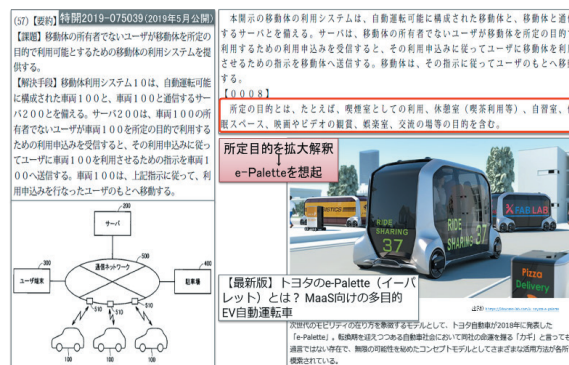 (57)【要約】 特開2019-075039(2019年5月公開)
【課題】移動体の所有者でないユーザが移動体を所定の
目的で利用可能とするための移動体の利用システムを提
供する。
【解決手段】移動体利用システム10は、自動運転可能
に構成された車両100と、車両100と通信するサー
バ200とを備える。サーバ200は、車両100の所
有者でないユーザが車両100を所定の目的で利用する
ための利用申込みを受信すると、その利用申込みに従っ
てユーザに車両100を利用させるための指示を車両1
00へ送信する。車両100は、上記指示に従って、利
用申込みを行なったユーザのもとへ移動する。
200
サーバ
500
通信ネットワーク
300
ユーザ端末
400
駐車場
510
510
510
100
100
100
本開示の移動体の利用システムは、自動運転可能に構成された移動体と、移動体と通信
するサーバとを備える。サーバは、移動体の所有者でないユーザが移動体を所定の目的で
利用するための利用申込みを受信すると、その利用申込みに従ってユーザに移動体を利用
させるための指示を移動体へ送信する。移動体は、その指示に従ってユーザのもとへ移動
する。
【0008】
所定の目的とは、たとえば、喫煙室としての利用、休憩室（喫茶利用等）、自習室、
眠スペース、映画やビデオの観賞、娯楽室、交流の場等の目的を含む。
所定目的を拡大解釈
↓
e-Paletteを想起
RIDE
SHARING
37
RIDE
SHARING
37
X FAB LAB
Pizza
Delivery
【最新版】トヨタのe-Palette（イーパ
レット）とは？ MaaS向けの多目的
EV自動運転車
次世代のモビリティの在り方を象徴するモデルとして、トヨタ自動車が2018年に発表した
「e-Palette」。転換期を迎えつつある自動車社会において同社の命運を握る「カギ」と言っても
過言ではない存在で、無限の可能性を秘めたコンセプトモデルとしてさまざまな活用方法が各所
模索されている。